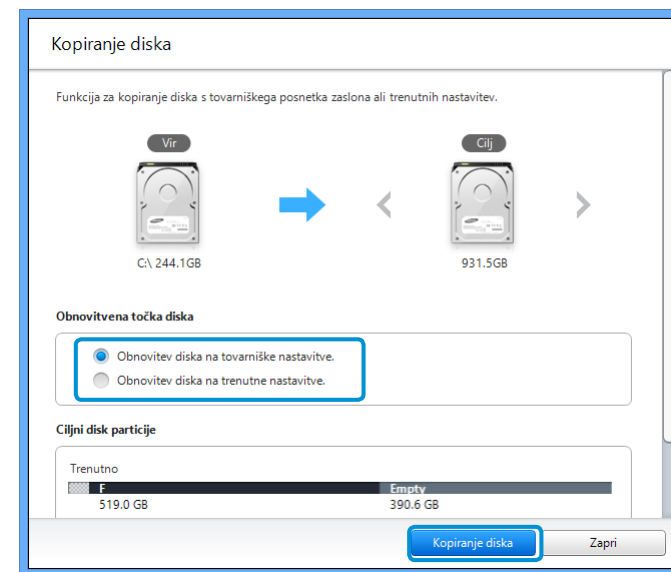 Kopiranje diska
Funkcija za kopiranje diska s tovarniškega posnetka zaslona ali trenutnih nastavitev.
Vir
Cilj
C:\ 244.1GB
931.5GB
Obnovitvena točka diska
Obnovitev diska na tovarniške nastavitve.
Obnovitev diska na trenutne nastavitve.
Ciljni disk particije
Trenutno
F
Empty
519.0 GB
390.6 GB
Kopiranje diska
Zapri